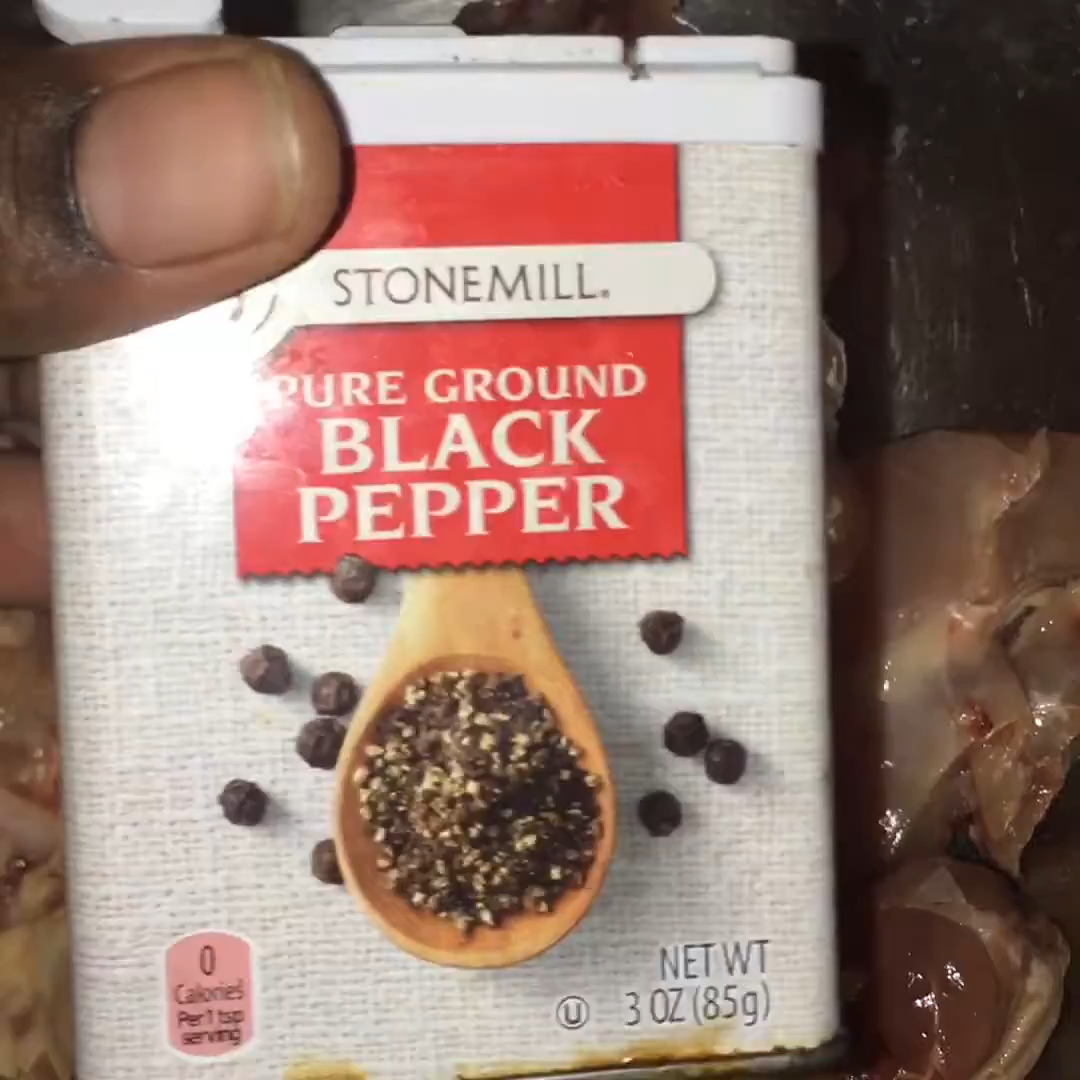 STONEMILL.
PURE GROUND
BLACK
PEPPER
0
Calories
Per 1 tsp
serving
NET WT
U 3 OZ (85g)